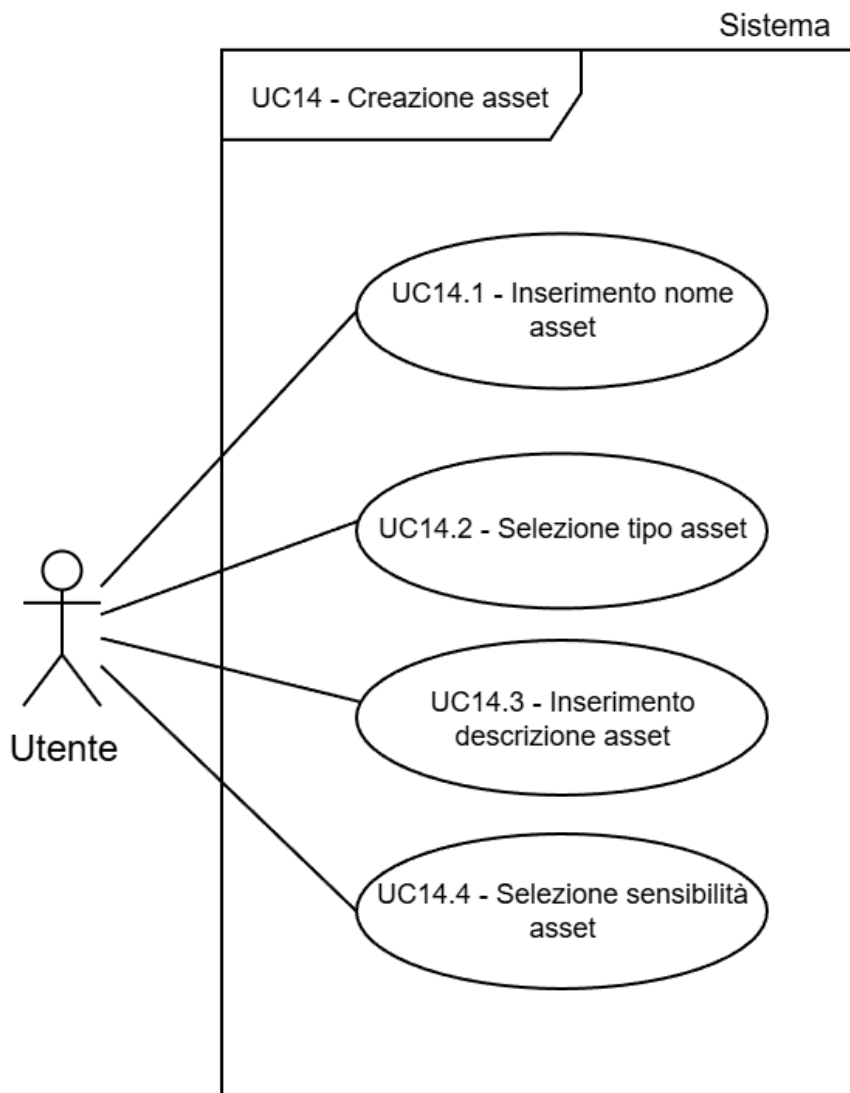 Sistema
UC14 - Creazione asset
UC14.1 - Inserimento nome
asset
UC14.2 - Selezione tipo asset
UC14.3 - Inserimento
descrizione asset
Utente
UC14.4 - Selezione sensibilità
asset